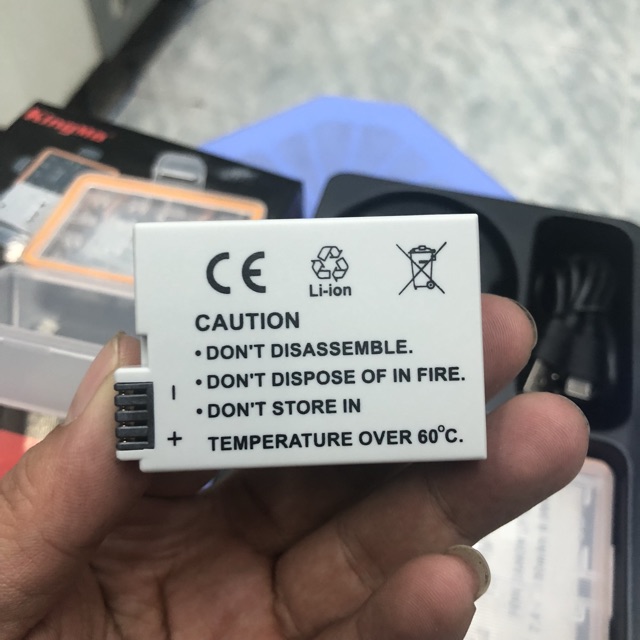 Kingma
CE
Li-ion
CAUTION
• DON'T DISASSEMBLE.
• DON'T DISPOSE OF IN FIRE.
• DON'T STORE IN
TEMPERATURE OVER 60°C.
−
+